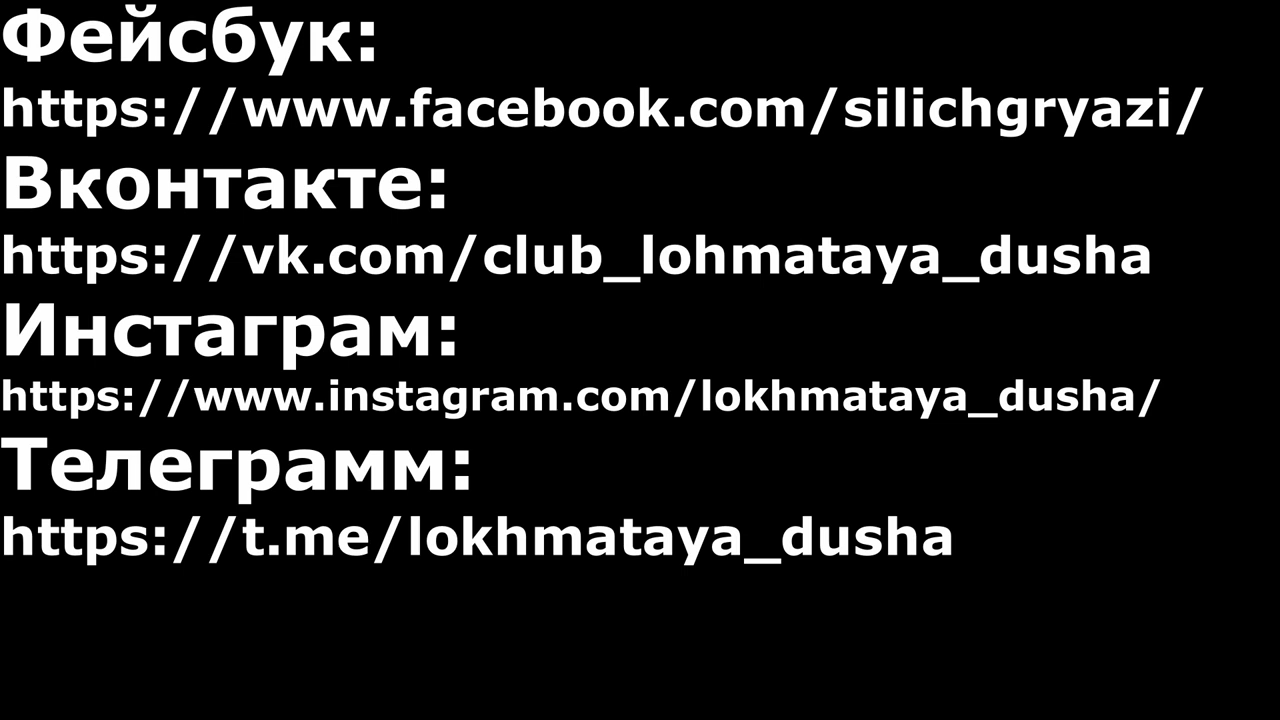 Фейсбук:
https://www.facebook.com/silichgryazi/
Вконтакте:
https://vk.com/club_lohmataya_dusha
Инстаграм:
https://www.instagram.com/lokhmataya_dusha/
Телеграмм:
https://t.me/lokhmataya_dusha